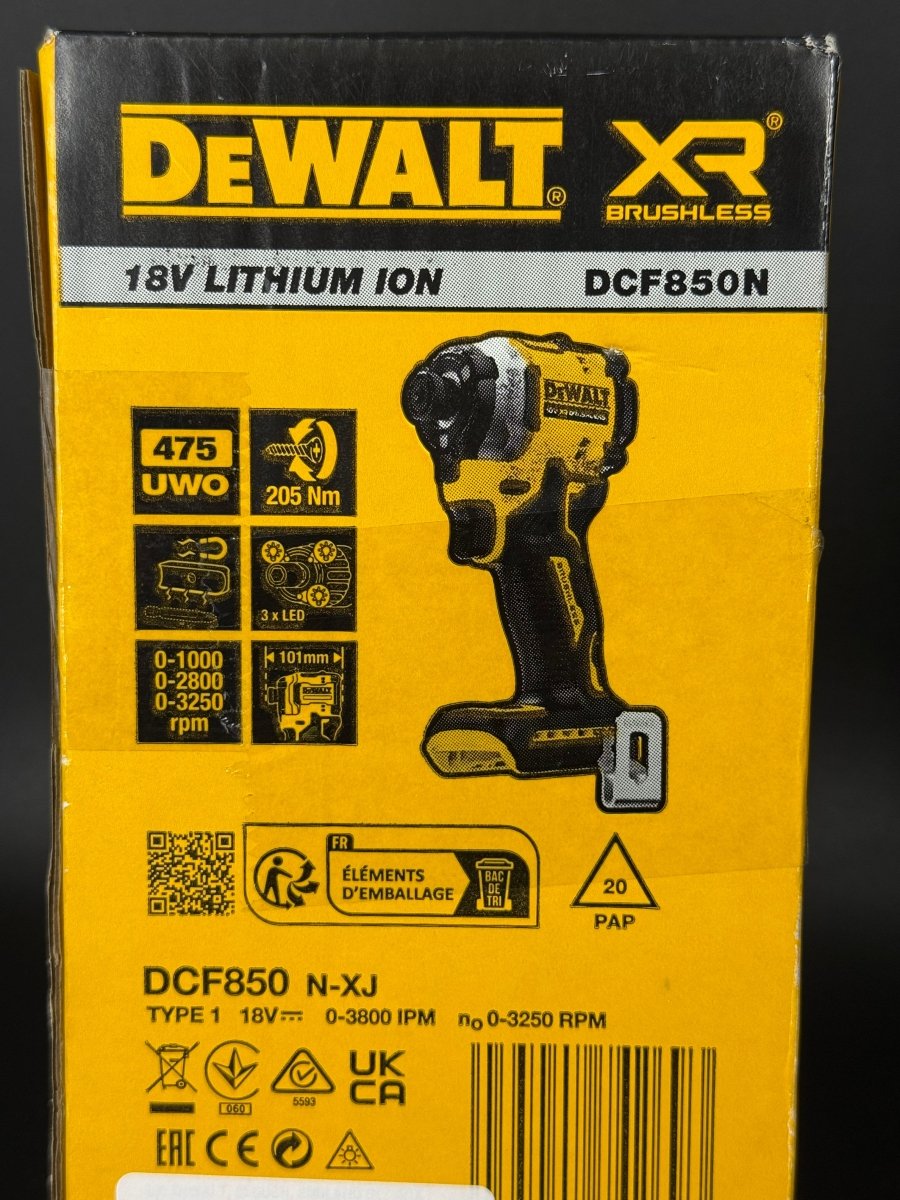 DEWALT®
XR®
BRUSHLESS
18V LITHIUM ION DCF850N
DEWALT
475
UWO
205 Nm
3 x LED
0-1000
0-2800
0-3250
rpm
101mm
DEWALT
FR
ÉLÉMENTS
D'EMBALLAGE
BAC
DE
TRI
20
PAP
DCF850 N-XJ
TYPE 1 18V 0-3800 IPM n0 0-3250 RPM
060
5593
UK
CA
EAC CE